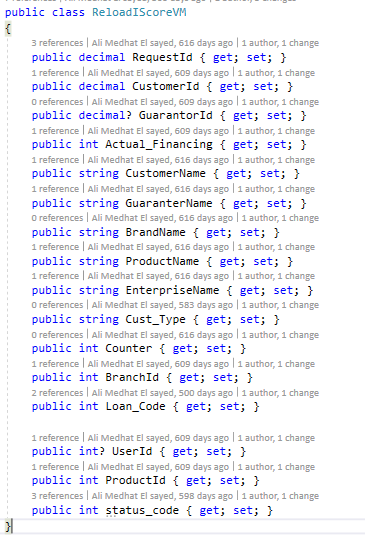 public class ReloadIScoreVM
{
3 references | Ali Medhat El sayed, 616 days ago | 1 author, 1 change
public decimal RequestId { get; set; }
1 reference | Ali Medhat El sayed, 609 days ago | 1 author, 1 change
public decimal CustomerId { get; set; }
0 references | Ali Medhat El sayed, 609 days ago | 1 author, 1 change
public decimal? GuarantorId { get; set; }
1 reference | Ali Medhat El sayed, 609 days ago | 1 author, 1 change
public int Actual_Financing { get; set; }
1 reference | Ali Medhat El sayed, 616 days ago | 1 author, 1 change
public string CustomerName { get; set; }
1 reference | Ali Medhat El sayed, 616 days ago | 1 author, 1 change
public string GuaranterName { get; set; }
0 references | Ali Medhat El sayed, 616 days ago | 1 author, 1 change
public string BrandName { get; set; }
1 reference | Ali Medhat El sayed, 616 days ago | 1 author, 1 change
public string ProductName { get; set; }
1 reference | Ali Medhat El sayed, 616 days ago | 1 author, 1 change
public string EnterpriseName { get; set; }
0 references | Ali Medhat El sayed, 583 days ago | 1 author, 1 change
public string Cust_Type { get; set; }
0 references | Ali Medhat El sayed, 616 days ago | 1 author, 1 change
public int Counter { get; set; }
1 reference | Ali Medhat El sayed, 609 days ago | 1 author, 1 change
public int BranchId { get; set; }
2 references | Ali Medhat El sayed, 500 days ago | 1 author, 1 change
public int Loan_Code { get; set; }
1 reference | Ali Medhat El sayed, 609 days ago | 1 author, 1 change
public int? UserId { get; set; }
1 reference | Ali Medhat El sayed, 609 days ago | 1 author, 1 change
public int ProductId { get; set; }
3 references | Ali Medhat El sayed, 598 days ago | 1 author, 1 change
public int status_code { get; set; }
}